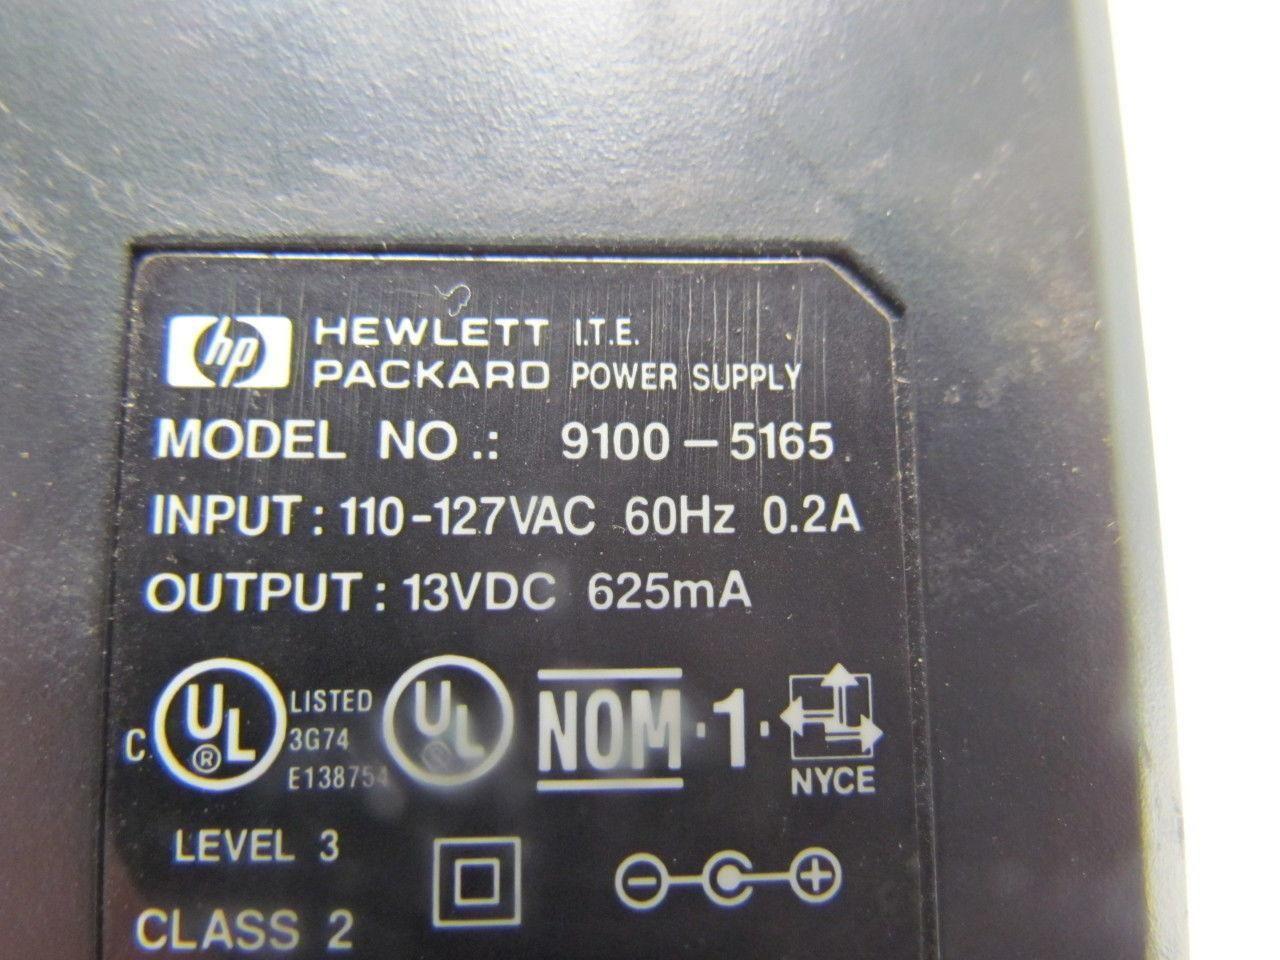 hp HEWLETT PACKARD I.T.E. POWER SUPPLY
MODEL NO.: 9100-5165
INPUT: 110-127VAC 60Hz 0.2A
OUTPUT: 13VDC 625mA
C UL ® LISTED 3G74 E138754
UL ®
NOM·1· NYCE
LEVEL 3
CLASS 2